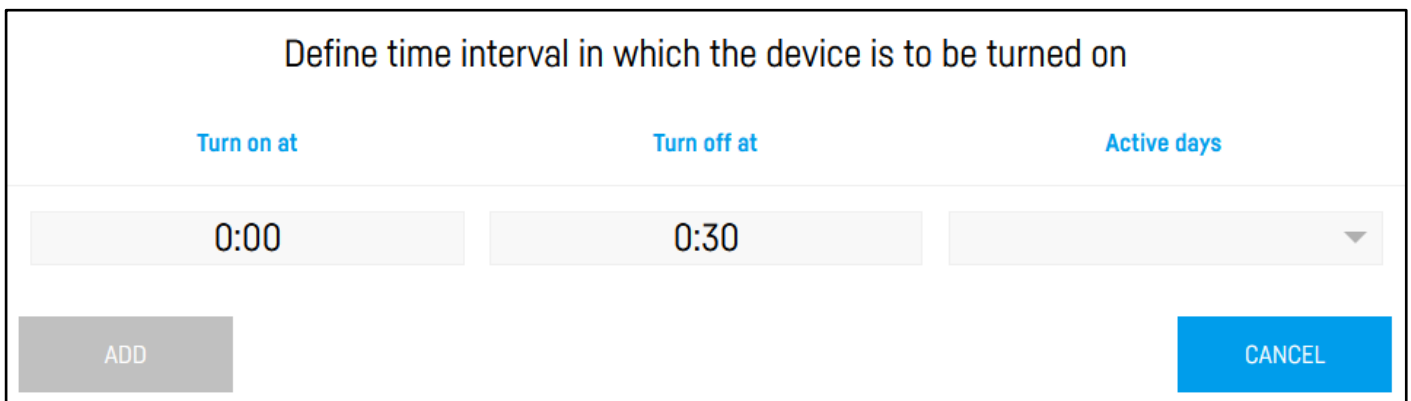 Define time interval in which the device is to be turned on
Turn on at Turn off at Active days
0:00 0:30
ADD CANCEL